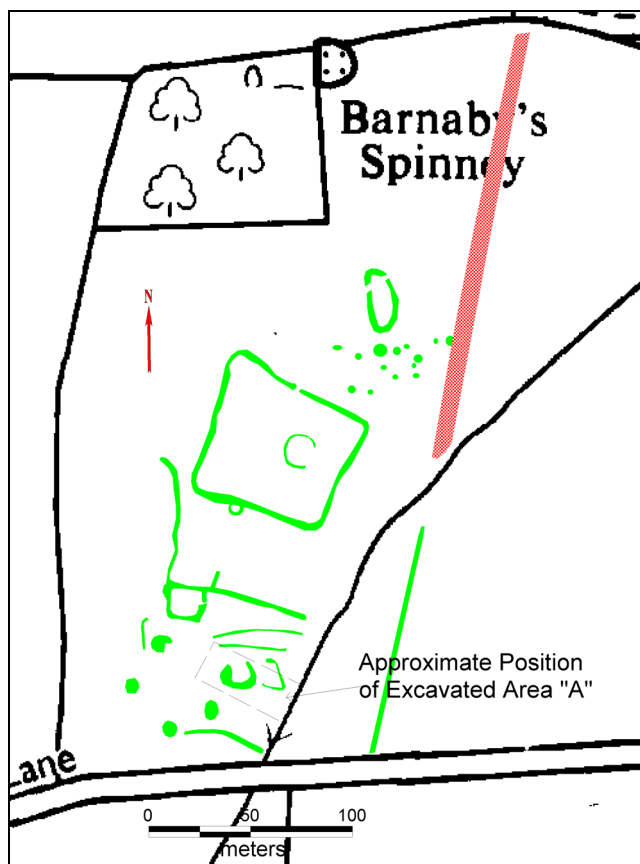 Barnaby's
Spinney
N
Approximate Position
of Excavated Area "A"
Lane
0 50 100
meters